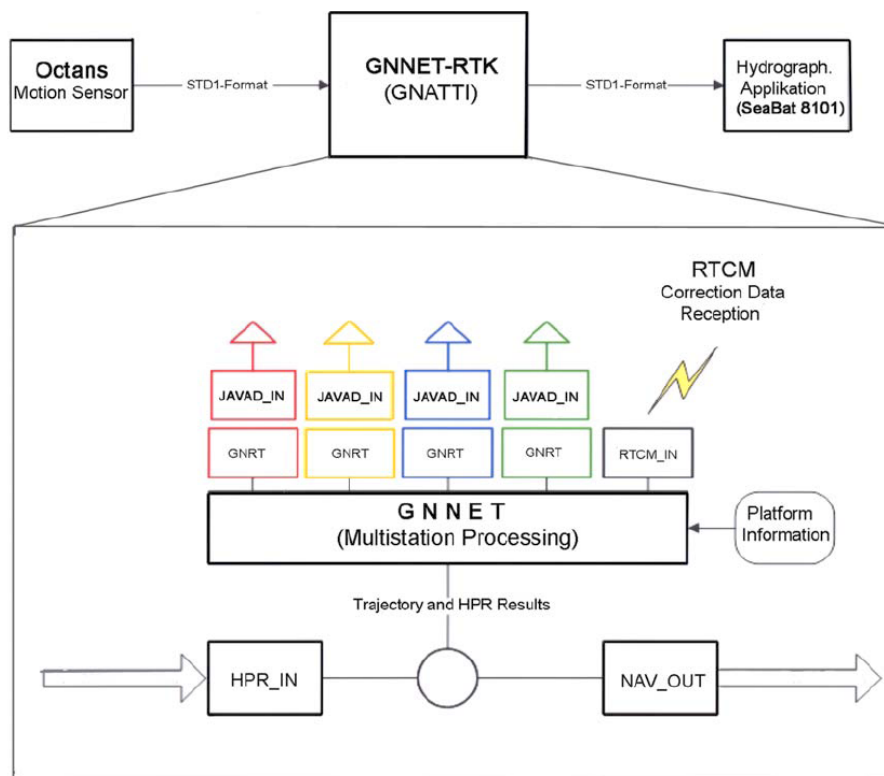 Octans
Motion Sensor
STD1-Format
GNNET-RTK
(GNATTI)
STD1-Format
Hydrograph.
Applikation
(SeaBat 8101)
RTCM
Correction Data
Reception
JAVAD_IN
JAVAD_IN
JAVAD_IN
JAVAD_IN
GNRT
GNRT
GNRT
GNRT
RTCM_IN
G N N E T
(Multistation Processing)
Platform
Information
Trajectory and HPR Results
HPR_IN
NAV_OUT